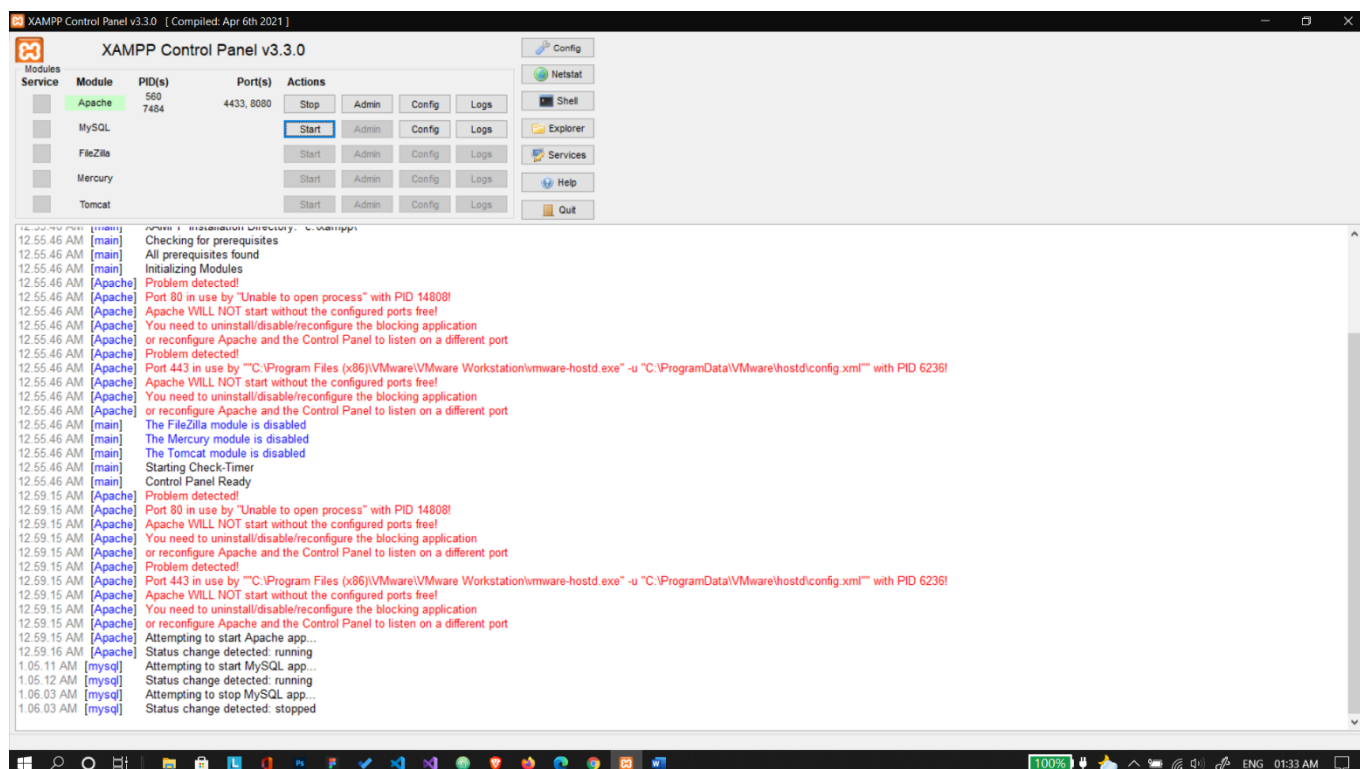 XAMPP Control Panel v3.3.0 [ Compiled: Apr 6th 2021 ]
XAMPP Control Panel v3.3.0
Config
Modules
Service Module PID(s) Port(s) Actions
Netstat
Apache 560 7484 4433, 8080 Stop Admin Config Logs
Shell
MySQL Start Admin Config Logs
Explorer
FileZilla Start Admin Config Logs
Services
Mercury Start Admin Config Logs
Help
Tomcat Start Admin Config Logs
Quit
12.55.46 AM [main] XAMPP Installation Directory: "c:\xampp\"
12.55.46 AM [main] Checking for prerequisites
12.55.46 AM [main] All prerequisites found
12.55.46 AM [main] Initializing Modules
12.55.46 AM [Apache] Problem detected!
12.55.46 AM [Apache] Port 80 in use by "Unable to open process" with PID 14808!
12.55.46 AM [Apache] Apache WILL NOT start without the configured ports free!
12.55.46 AM [Apache] You need to uninstall/disable/reconfigure the blocking application
12.55.46 AM [Apache] or reconfigure Apache and the Control Panel to listen on a different port
12.55.46 AM [Apache] Problem detected!
12.55.46 AM [Apache] Port 443 in use by ""C:\Program Files (x86)\VMware\VMware Workstation\vmware-hostd.exe" -u "C:\ProgramData\VMware\hostd\config.xml"" with PID 6236!
12.55.46 AM [Apache] Apache WILL NOT start without the configured ports free!
12.55.46 AM [Apache] You need to uninstall/disable/reconfigure the blocking application
12.55.46 AM [Apache] or reconfigure Apache and the Control Panel to listen on a different port
12.55.46 AM [main] The FileZilla module is disabled
12.55.46 AM [main] The Mercury module is disabled
12.55.46 AM [main] The Tomcat module is disabled
12.55.46 AM [main] Starting Check-Timer
12.55.46 AM [main] Control Panel Ready
12.59.15 AM [Apache] Problem detected!
12.59.15 AM [Apache] Port 80 in use by "Unable to open process" with PID 14808!
12.59.15 AM [Apache] Apache WILL NOT start without the configured ports free!
12.59.15 AM [Apache] You need to uninstall/disable/reconfigure the blocking application
12.59.15 AM [Apache] or reconfigure Apache and the Control Panel to listen on a different port
12.59.15 AM [Apache] Problem detected!
12.59.15 AM [Apache] Port 443 in use by ""C:\Program Files (x86)\VMware\VMware Workstation\vmware-hostd.exe" -u "C:\ProgramData\VMware\hostd\config.xml"" with PID 6236!
12.59.15 AM [Apache] Apache WILL NOT start without the configured ports free!
12.59.15 AM [Apache] You need to uninstall/disable/reconfigure the blocking application
12.59.15 AM [Apache] or reconfigure Apache and the Control Panel to listen on a different port
12.59.15 AM [Apache] Attempting to start Apache app...
12.59.16 AM [Apache] Status change detected: running
1.05.11 AM [mysql] Attempting to start MySQL app...
1.05.12 AM [mysql] Status change detected: running
1.06.03 AM [mysql] Attempting to stop MySQL app...
1.06.03 AM [mysql] Status change detected: stopped
L Ps W 100% ENG 01:33 AM